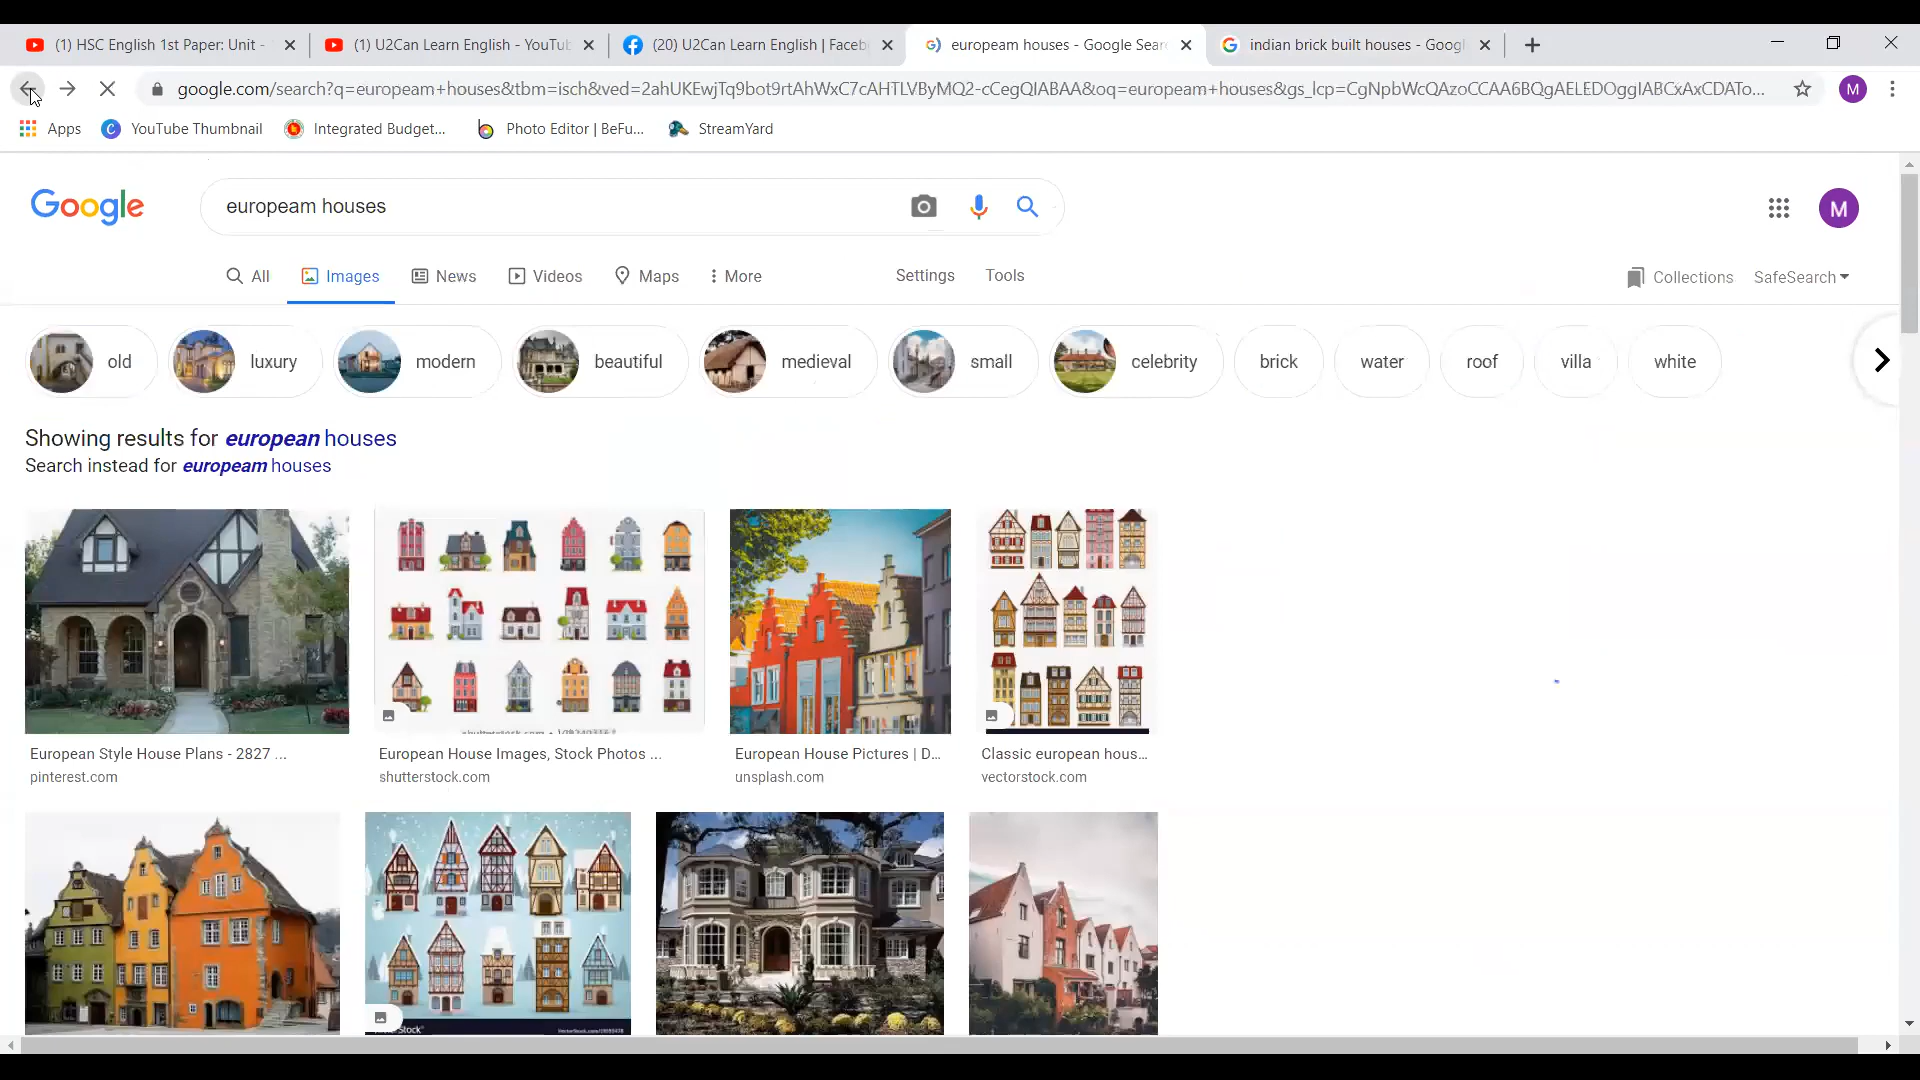 (1) HSC English 1st Paper: Unit -
(1) U2Can Learn English - YouTub
(20) U2Can Learn English | Faceb
europeam houses - Google Sear
indian brick built houses - Googl
google.com/search?q=europeam+houses&tbm=isch&ved=2ahUKEwjTq9bot9rtAhWxC7cAHTLVByMQ2-cCegQIABAA&oq=europeam+houses&gs_lcp=CgNpbWcQAzoCCAA6BQgAELEDOggIABCxAxCDATo...
M
Apps
YouTube Thumbnail
Integrated Budget...
Photo Editor | BeFu...
StreamYard
Google
europeam houses
M
All
Images
News
Videos
Maps
More
Settings
Tools
Collections
SafeSearch
old
luxury
modern
beautiful
medieval
small
celebrity
brick
water
roof
villa
white
Showing results for european houses
Search instead for europeam houses
European Style House Plans - 2827 ...
pinterest.com
European House Images, Stock Photos ...
shutterstock.com
European House Pictures | D...
unsplash.com
Classic european hous...
vectorstock.com